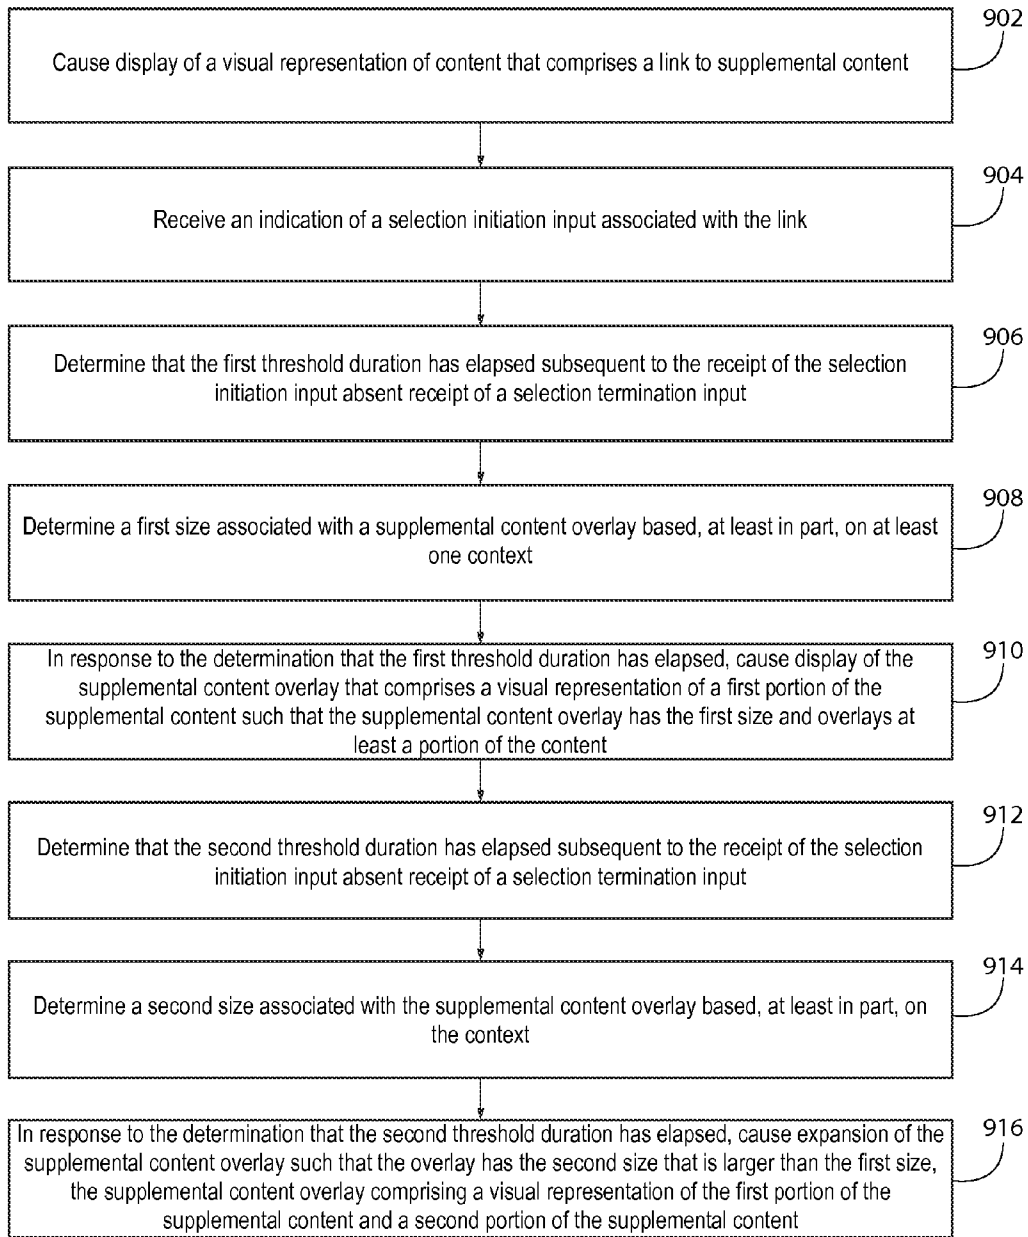 902
Cause display of a visual representation of content that comprises a link to supplemental content
904
Receive an indication of a selection initiation input associated with the link
906
Determine that the first threshold duration has elapsed subsequent to the receipt of the selection
initiation input absent receipt of a selection termination input
908
Determine a first size associated with a supplemental content overlay based, at least in part, on at least
one context
910
In response to the determination that the first threshold duration has elapsed, cause display of the
supplemental content overlay that comprises a visual representation of a first portion of the
supplemental content such that the supplemental content overlay has the first size and overlays at
least a portion of the content
912
Determine that the second threshold duration has elapsed subsequent to the receipt of the selection
initiation input absent receipt of a selection termination input
914
Determine a second size associated with the supplemental content overlay based, at least in part, on
the context
916
In response to the determination that the second threshold duration has elapsed, cause expansion of the
supplemental content overlay such that the overlay has the second size that is larger than the first size,
the supplemental content overlay comprising a visual representation of the first portion of the
supplemental content and a second portion of the supplemental content